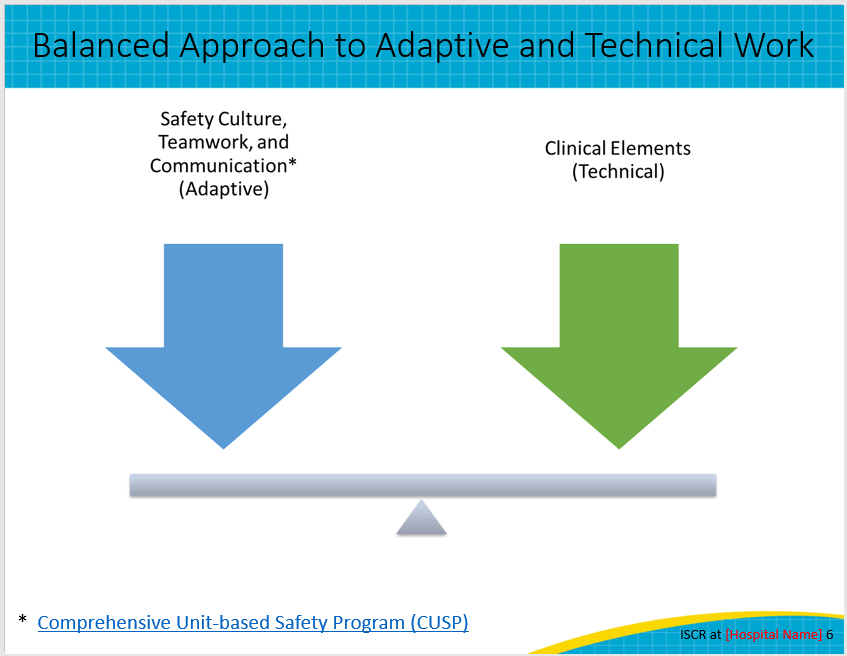 Balanced Approach to Adaptive and Technical Work
Safety Culture,
Teamwork, and
Communication*
(Adaptive)
Clinical Elements
(Technical)
* Comprehensive Unit-based Safety Program (CUSP)
ISCR at [Hospital Name] 6